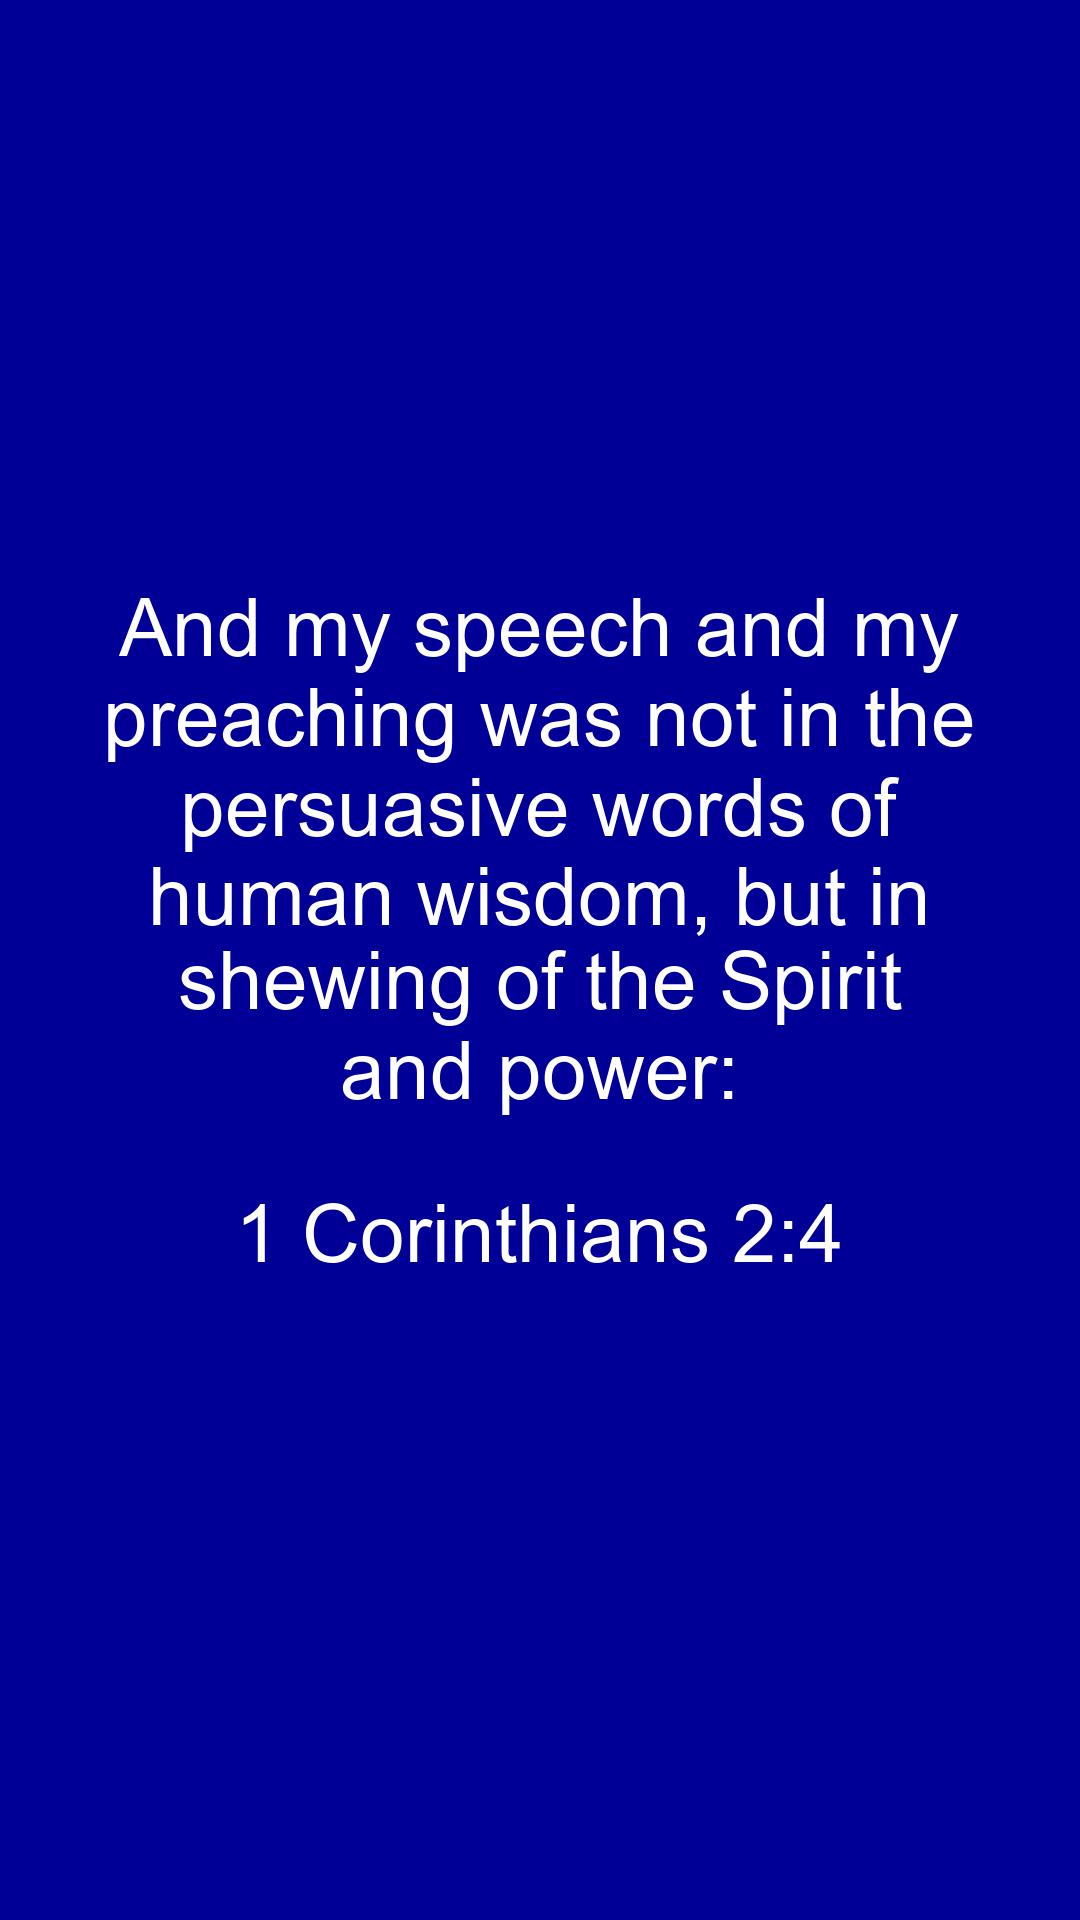 And my speech and my
preaching was not in the
persuasive words of
human wisdom, but in
shewing of the Spirit
and power:
1 Corinthians 2:4